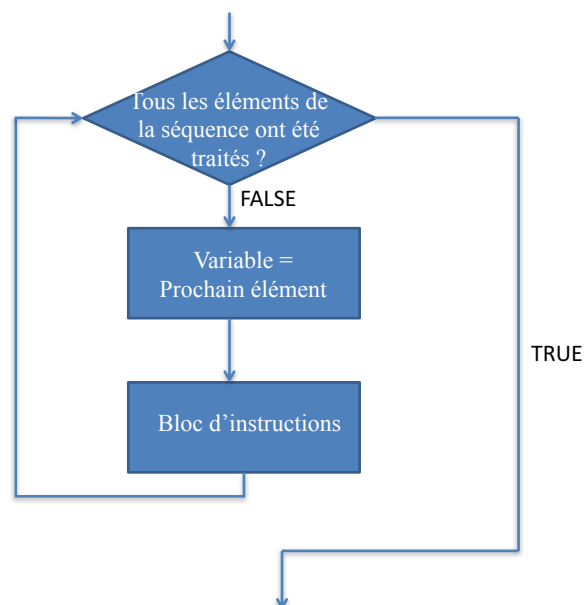 Tous les éléments de
la séquence ont été
traités ?
FALSE
Variable =
Prochain élément
TRUE
Bloc d’instructions